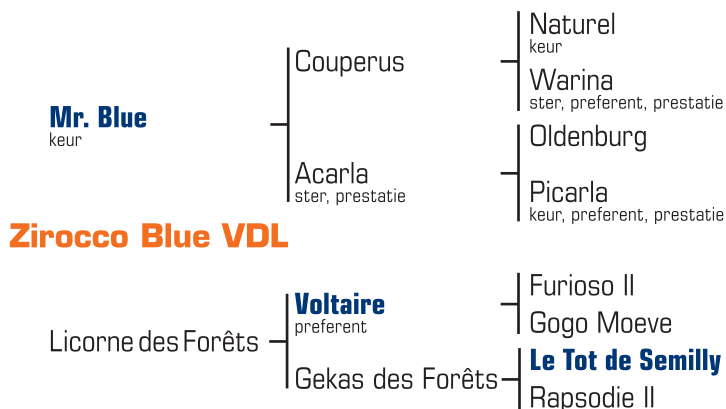 Naturel
keur
Couperus
Warina
ster, preferent, prestatie
Mr. Blue
keur
Oldenburg
Acarla
ster, prestatie
Picarla
keur, preferent, prestatie
Zirocco Blue VDL
Furioso II
Voltaire
preferent
Gogo Moeve
Licorne des Forêts
Le Tot de Semilly
Gekas des Forêts
Rapsodie II